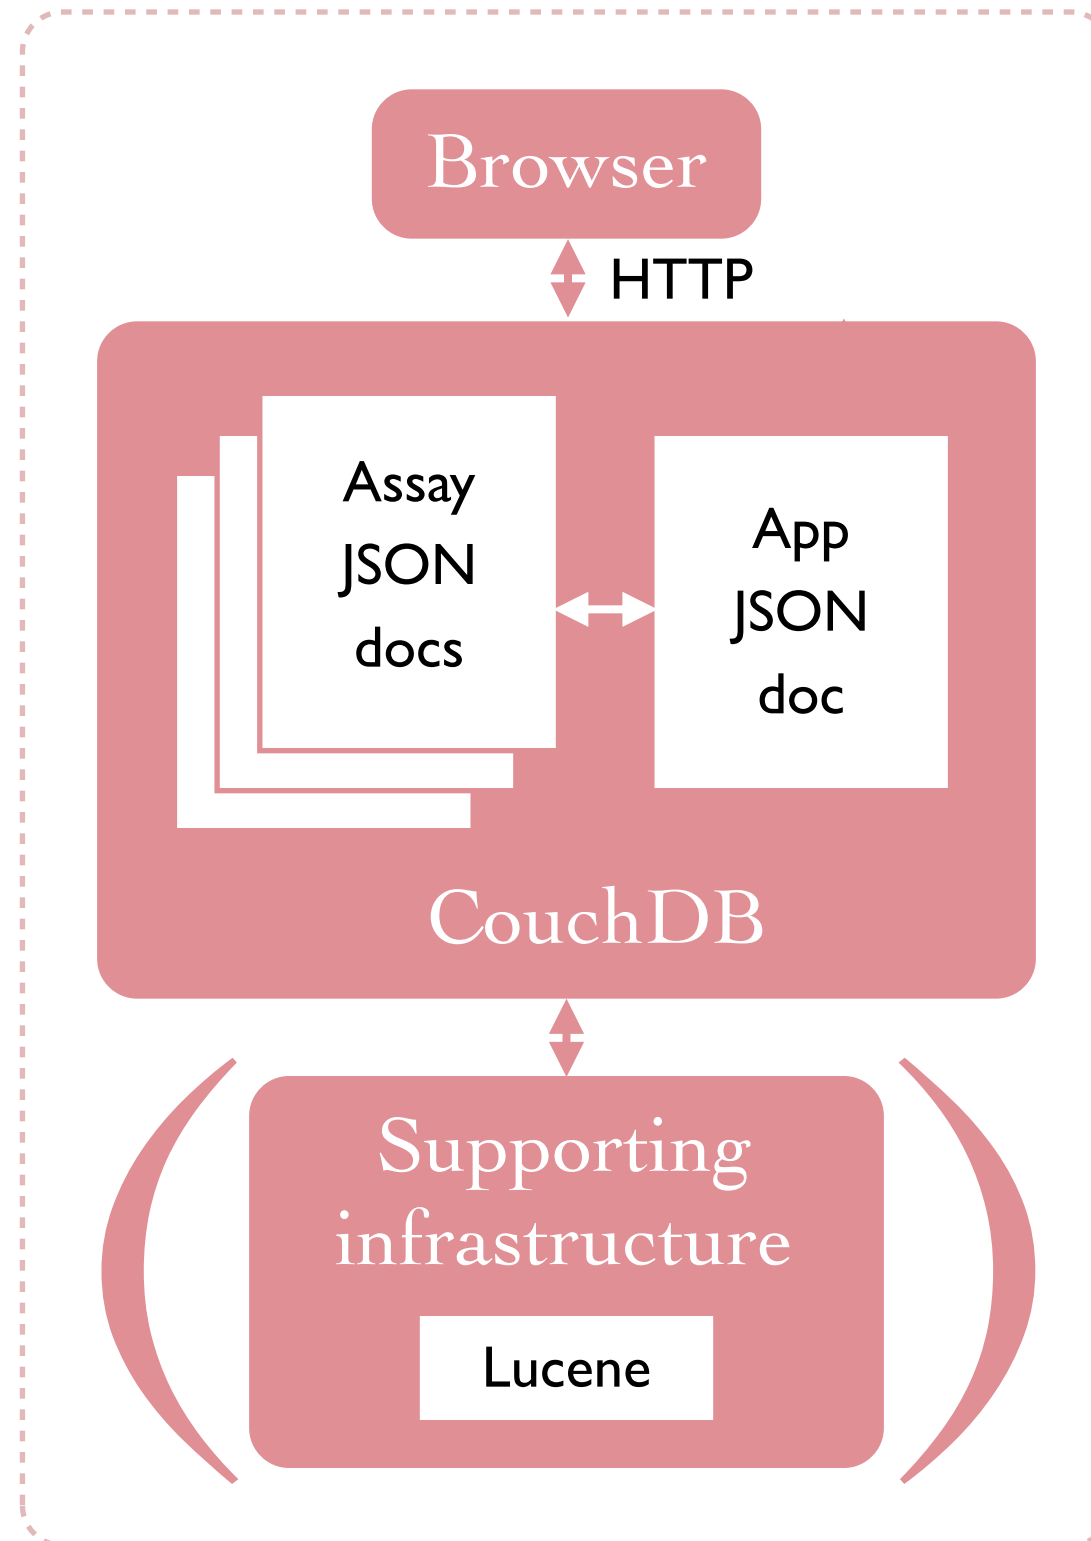 Browser
HTTP
Assay
JSON
docs
App
JSON
doc
CouchDB
Supporting
infrastructure
Lucene